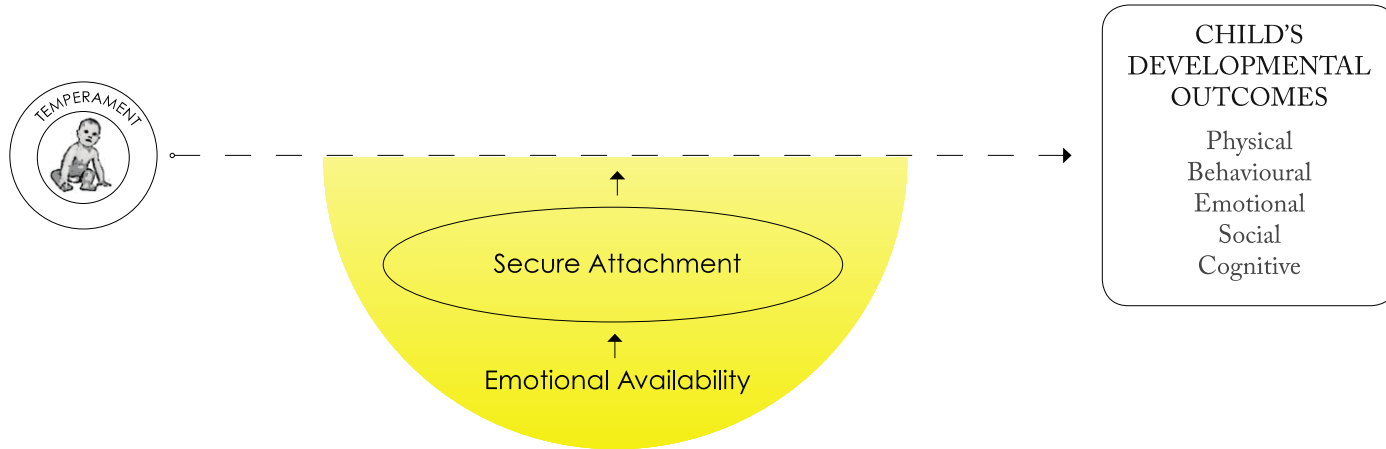 TEMPERAMENT
Secure Attachment
Emotional Availability
CHILD’S
DEVELOPMENTAL
OUTCOMES
Physical
Behavioural
Emotional
Social
Cognitive